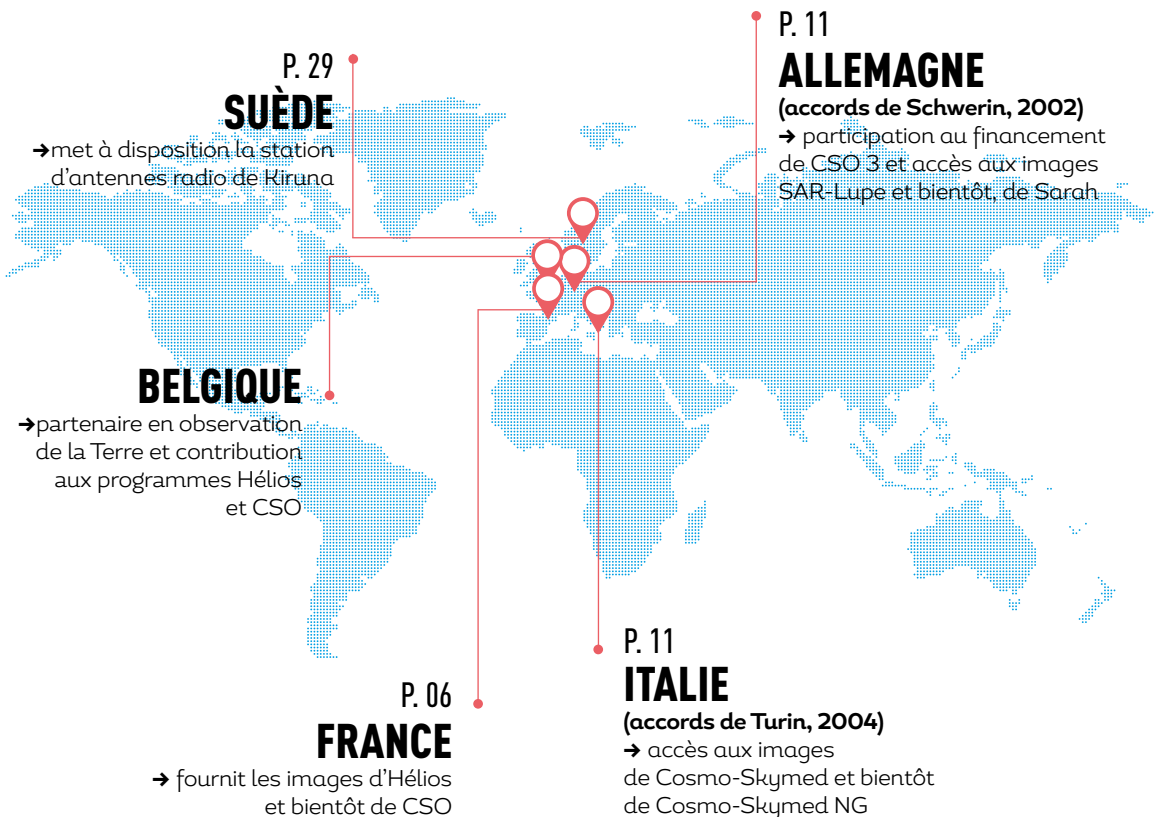 P. 29
SUÈDE
→met à disposition la station
d'antennes radio de Kiruna
P. 11
ALLEMAGNE
(accords de Schwerin, 2002)
→ participation au financement
de CSO 3 et accès aux images
SAR-Lupe et bientôt, de Sarah
BELGIQUE
→partenaire en observation
de la Terre et contribution
aux programmes Hélios
et CSO
P. 06
FRANCE
→ fournit les images d'Hélios
et bientôt de CSO
P. 11
ITALIE
(accords de Turin, 2004)
→ accès aux images
de Cosmo-Skymed et bientôt
de Cosmo-Skymed NG